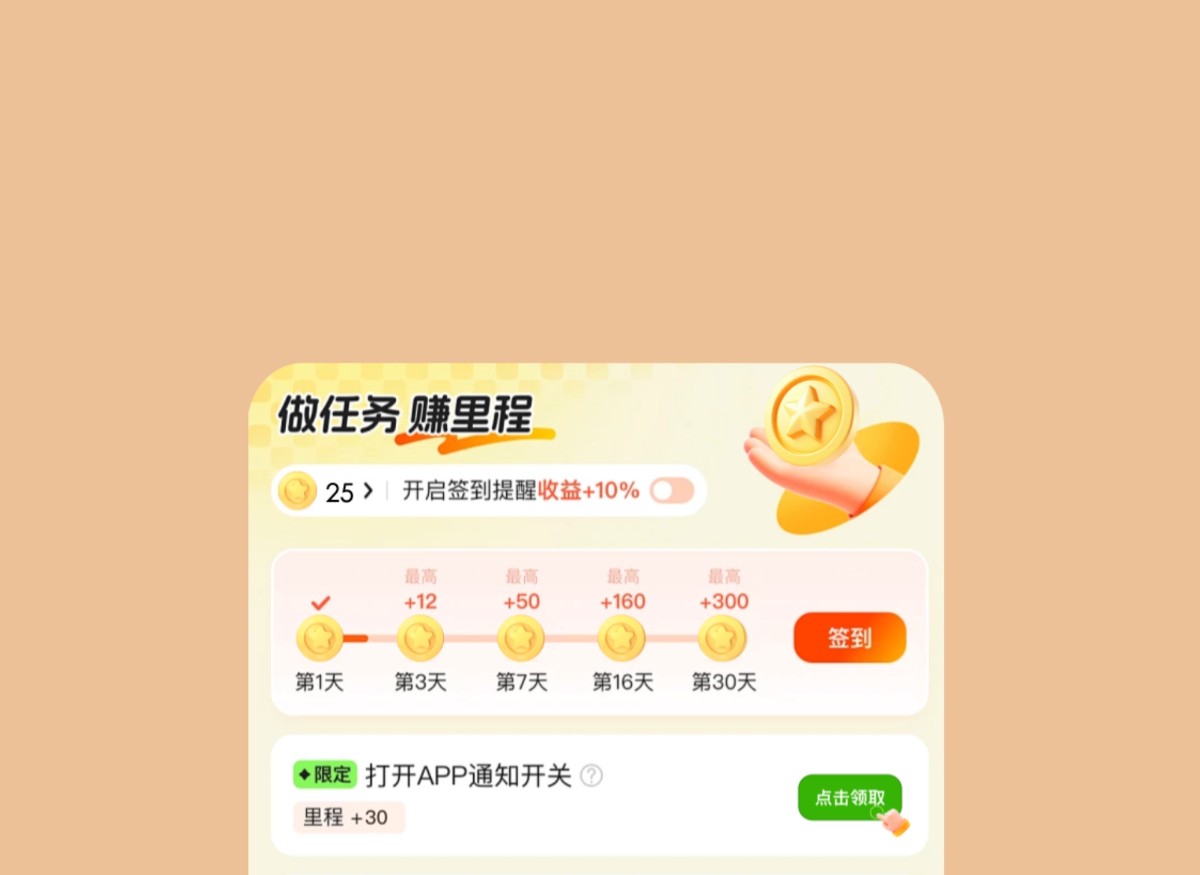 做任务 赚里程
25 > 开启签到提醒收益+10%
最高 最高 最高 最高
+12 +50 +160 +300
签到
第1天 第3天 第7天 第16天 第30天
限定 打开APP通知开关 ?
里程 +30
点击领取